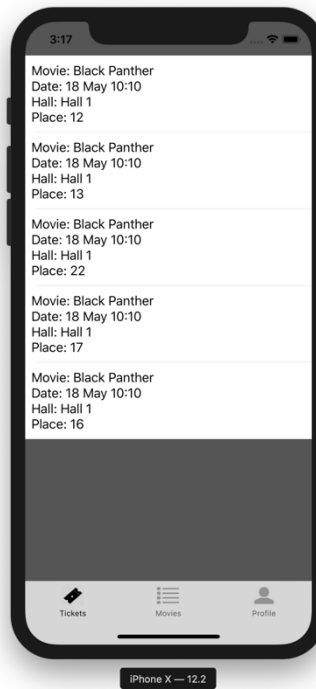 3:17
Movie: Black Panther
Date: 18 May 10:10
Hall: Hall 1
Place: 12
Movie: Black Panther
Date: 18 May 10:10
Hall: Hall 1
Place: 13
Movie: Black Panther
Date: 18 May 10:10
Hall: Hall 1
Place: 22
Movie: Black Panther
Date: 18 May 10:10
Hall: Hall 1
Place: 17
Movie: Black Panther
Date: 18 May 10:10
Hall: Hall 1
Place: 16
Tickets Movies Profile
iPhone X — 12.2